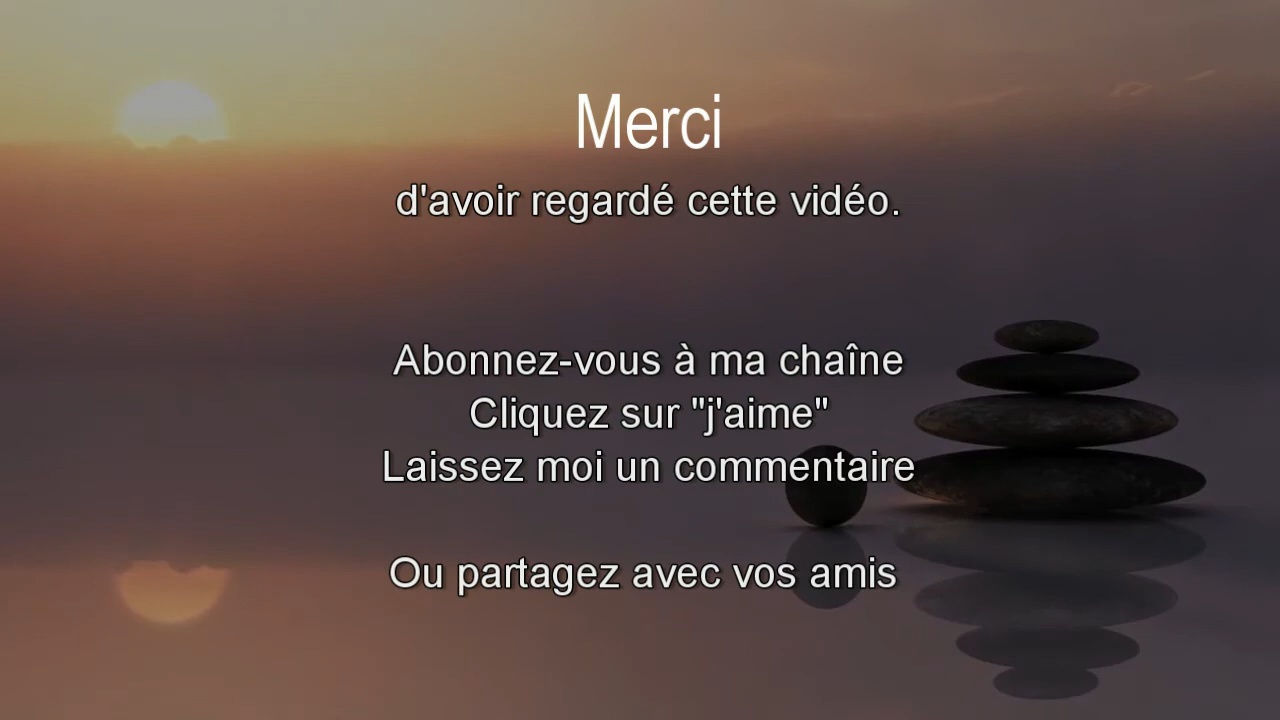 Merci
d'avoir regardé cette vidéo.
Abonnez-vous à ma chaîne
Cliquez sur "j'aime"
Laissez moi un commentaire
Ou partagez avec vos amis